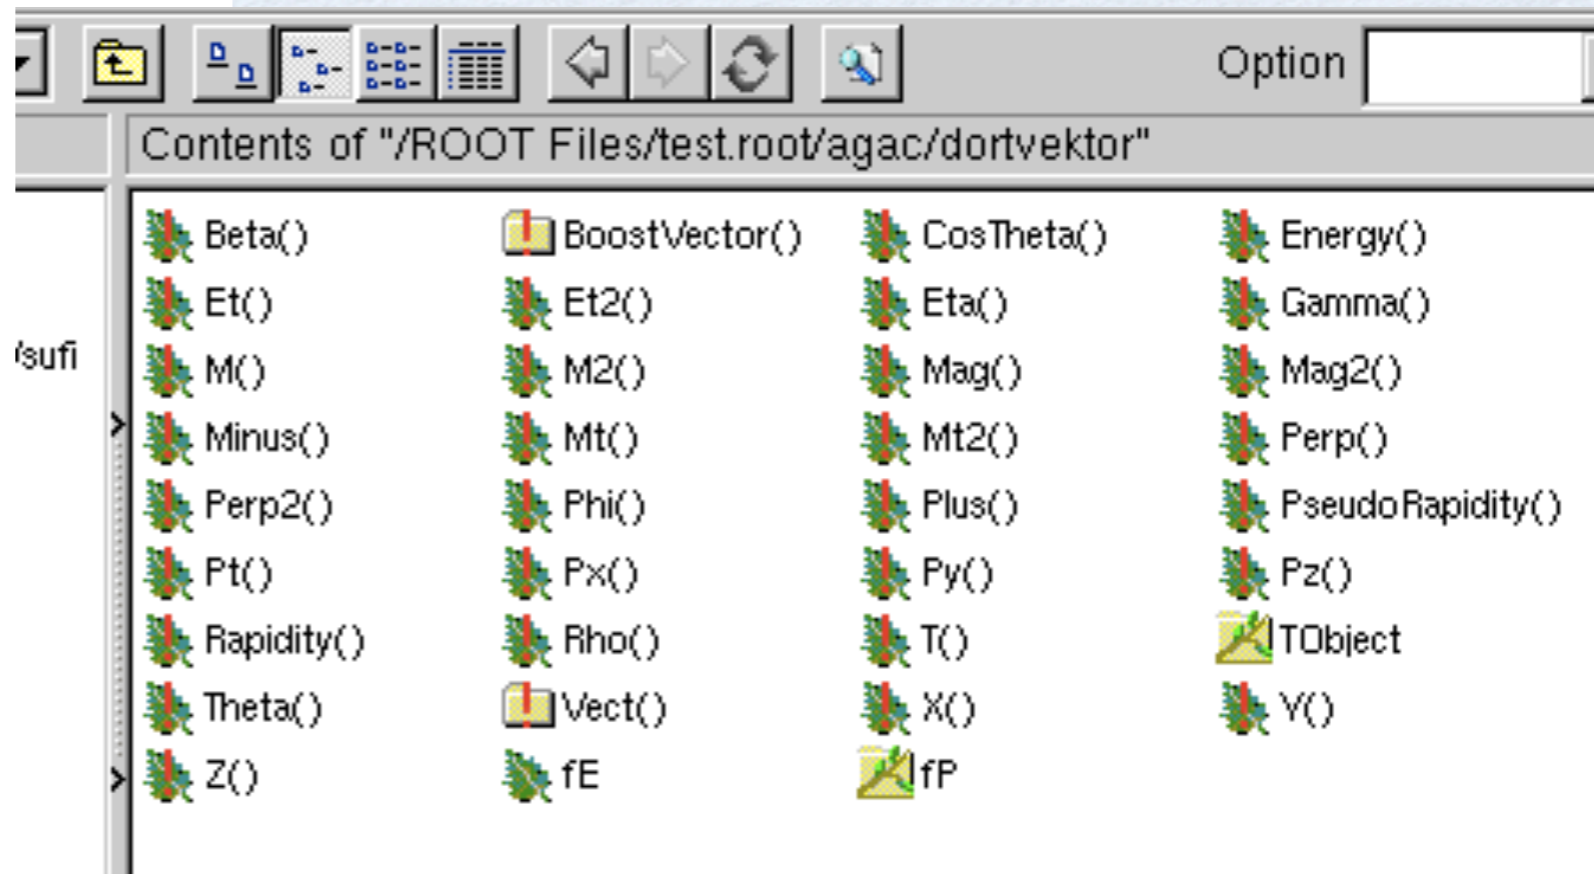 Option
Contents of "/ROOT Files/test.root/agac/dortvektor"
/sufi
Beta() BoostVector() CosTheta() Energy()
Et() Et2() Eta() Gamma()
M() M2() Mag() Mag2()
Minus() Mt() Mt2() Perp()
Perp2() Phi() Plus() PseudoRapidity()
Pt() Px() Py() Pz()
Rapidity() Rho() T() TObject
Theta() Vect() X() Y()
Z() fE fP